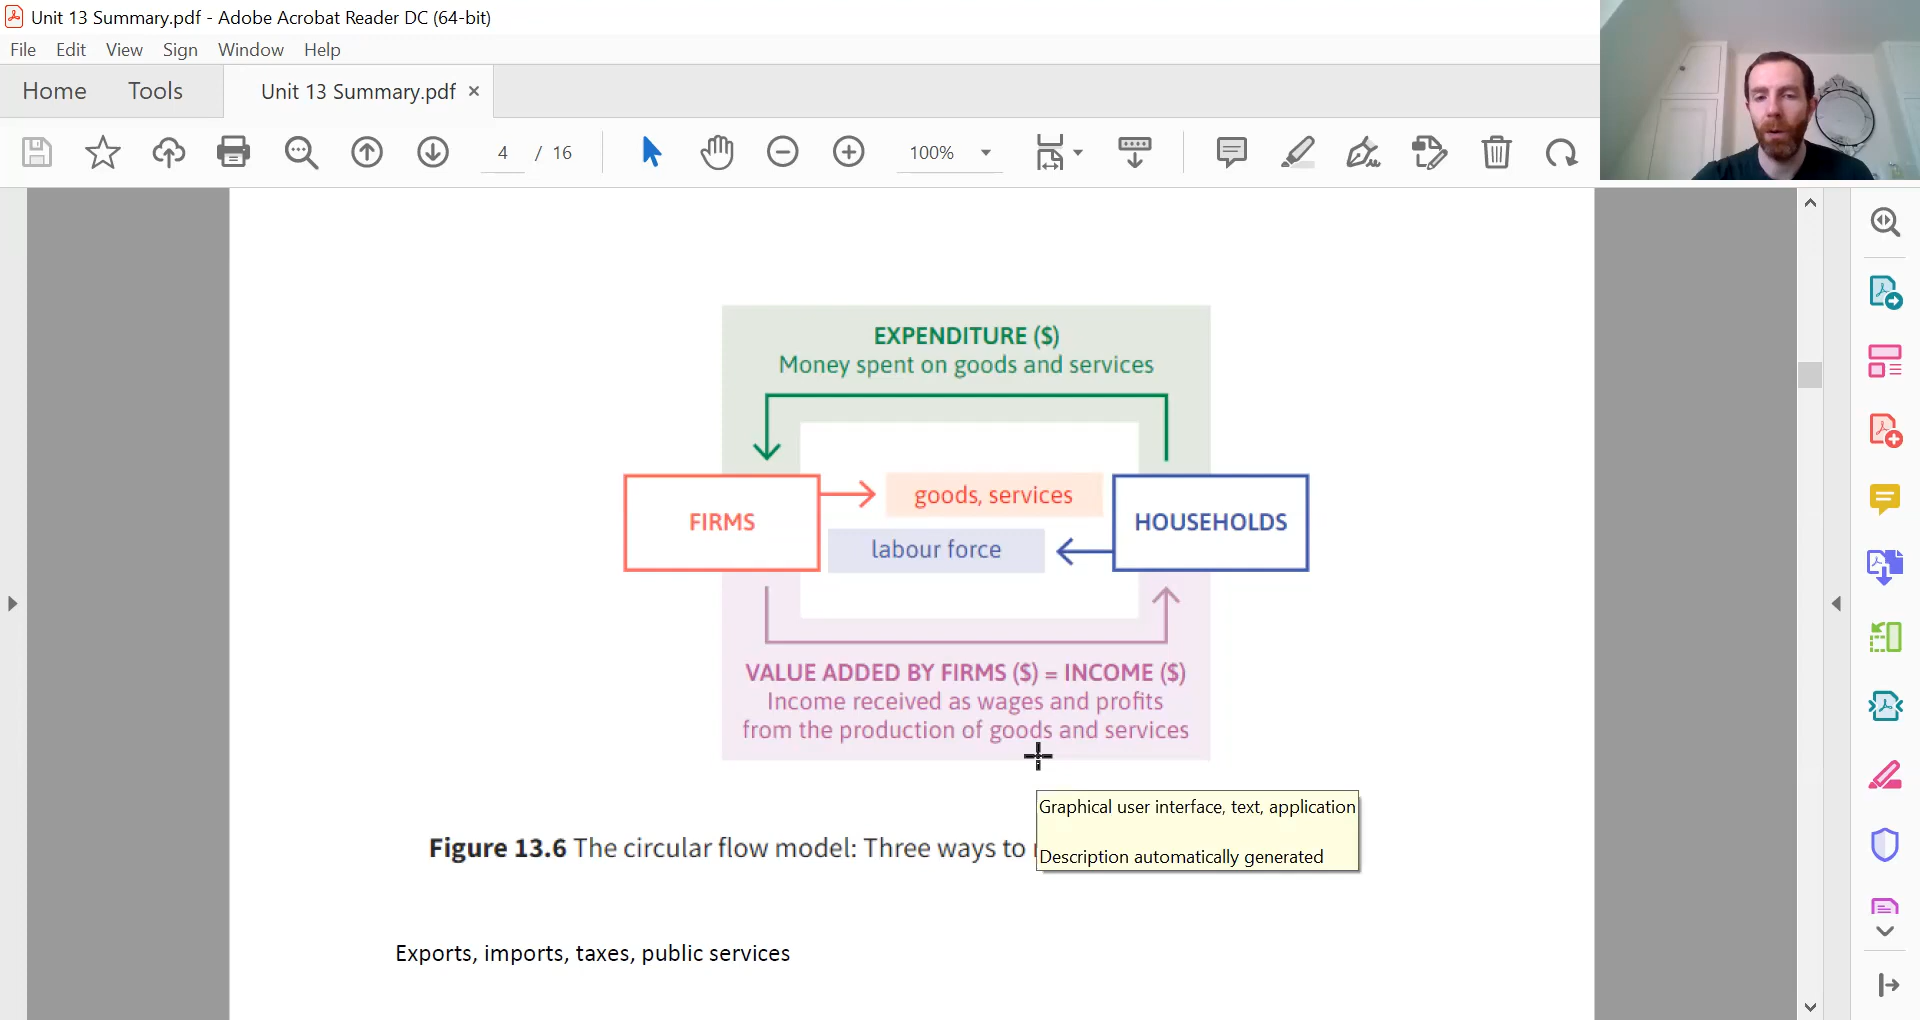 Unit 13 Summary.pdf - Adobe Acrobat Reader DC (64-bit)
File Edit View Sign Window Help
Home Tools Unit 13 Summary.pdf ×
4 / 16 100%
EXPENDITURE ($)
Money spent on goods and services
FIRMS
goods, services
labour force
HOUSEHOLDS
VALUE ADDED BY FIRMS ($) = INCOME ($)
Income received as wages and profits
from the production of goods and services
Graphical user interface, text, application
Figure 13.6 The circular flow model: Three ways to
Description automatically generated
Exports, imports, taxes, public services